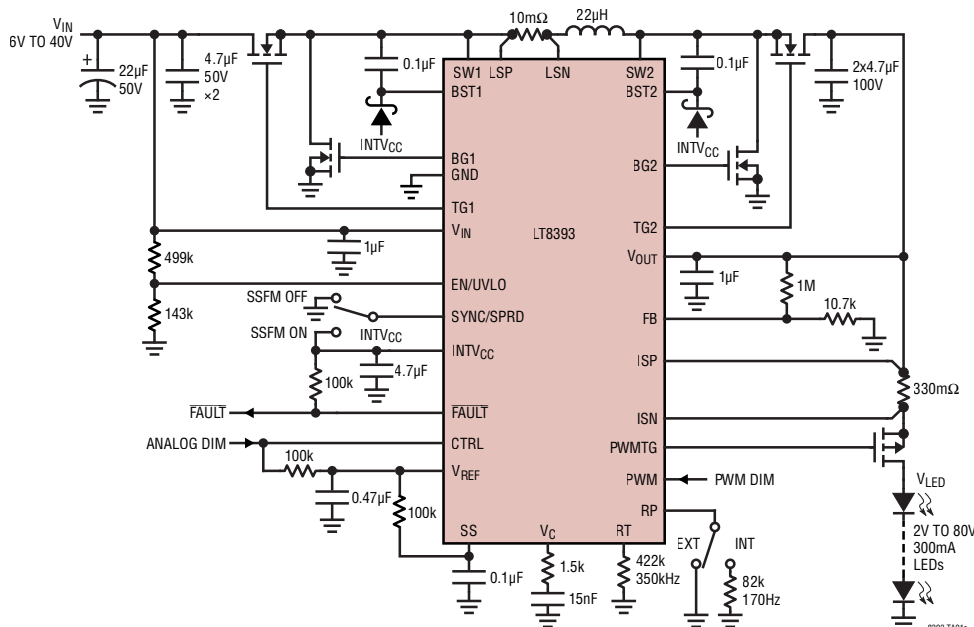 VIN
6V TO 40V
22µF
50V
4.7µF
50V
×2
0.1µF
INTVCC
10mΩ
22µH
0.1µF
INTVCC
2x4.7µF
100V
SW1
LSP
LSN
SW2
BST1
BST2
BG1
GND
BG2
TG1
TG2
VIN
LT8393
VOUT
1µF
1µF
499k
1M
10.7k
EN/UVLO
143k
SSFM OFF
SYNC/SPRD
FB
SSFM ON
INTVCC
INTVCC
ISP
100k
4.7µF
330mΩ
FAULT
FAULT
ISN
ANALOG DIM
CTRL
PWMTG
100k
VREF
PWM
PWM DIM
VLED
0.47µF
100k
RP
SS
VC
RT
EXT
INT
2V TO 80V
300mA
LEDs
0.1µF
1.5k
15nF
422k
350kHz
82k
170Hz